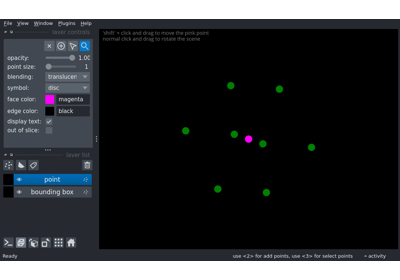 File View Window Plugins Help
layer controls
opacity: 1.00
point size: 1
blending: translucen
symbol: disc
face color: magenta
edge color: black
display text:
out of slice:
layer list
point
bounding box
'shift' + click and drag to move the pink point
normal click and drag to rotate the scene
Ready
use <2> for add points, use <3> for select points
activity